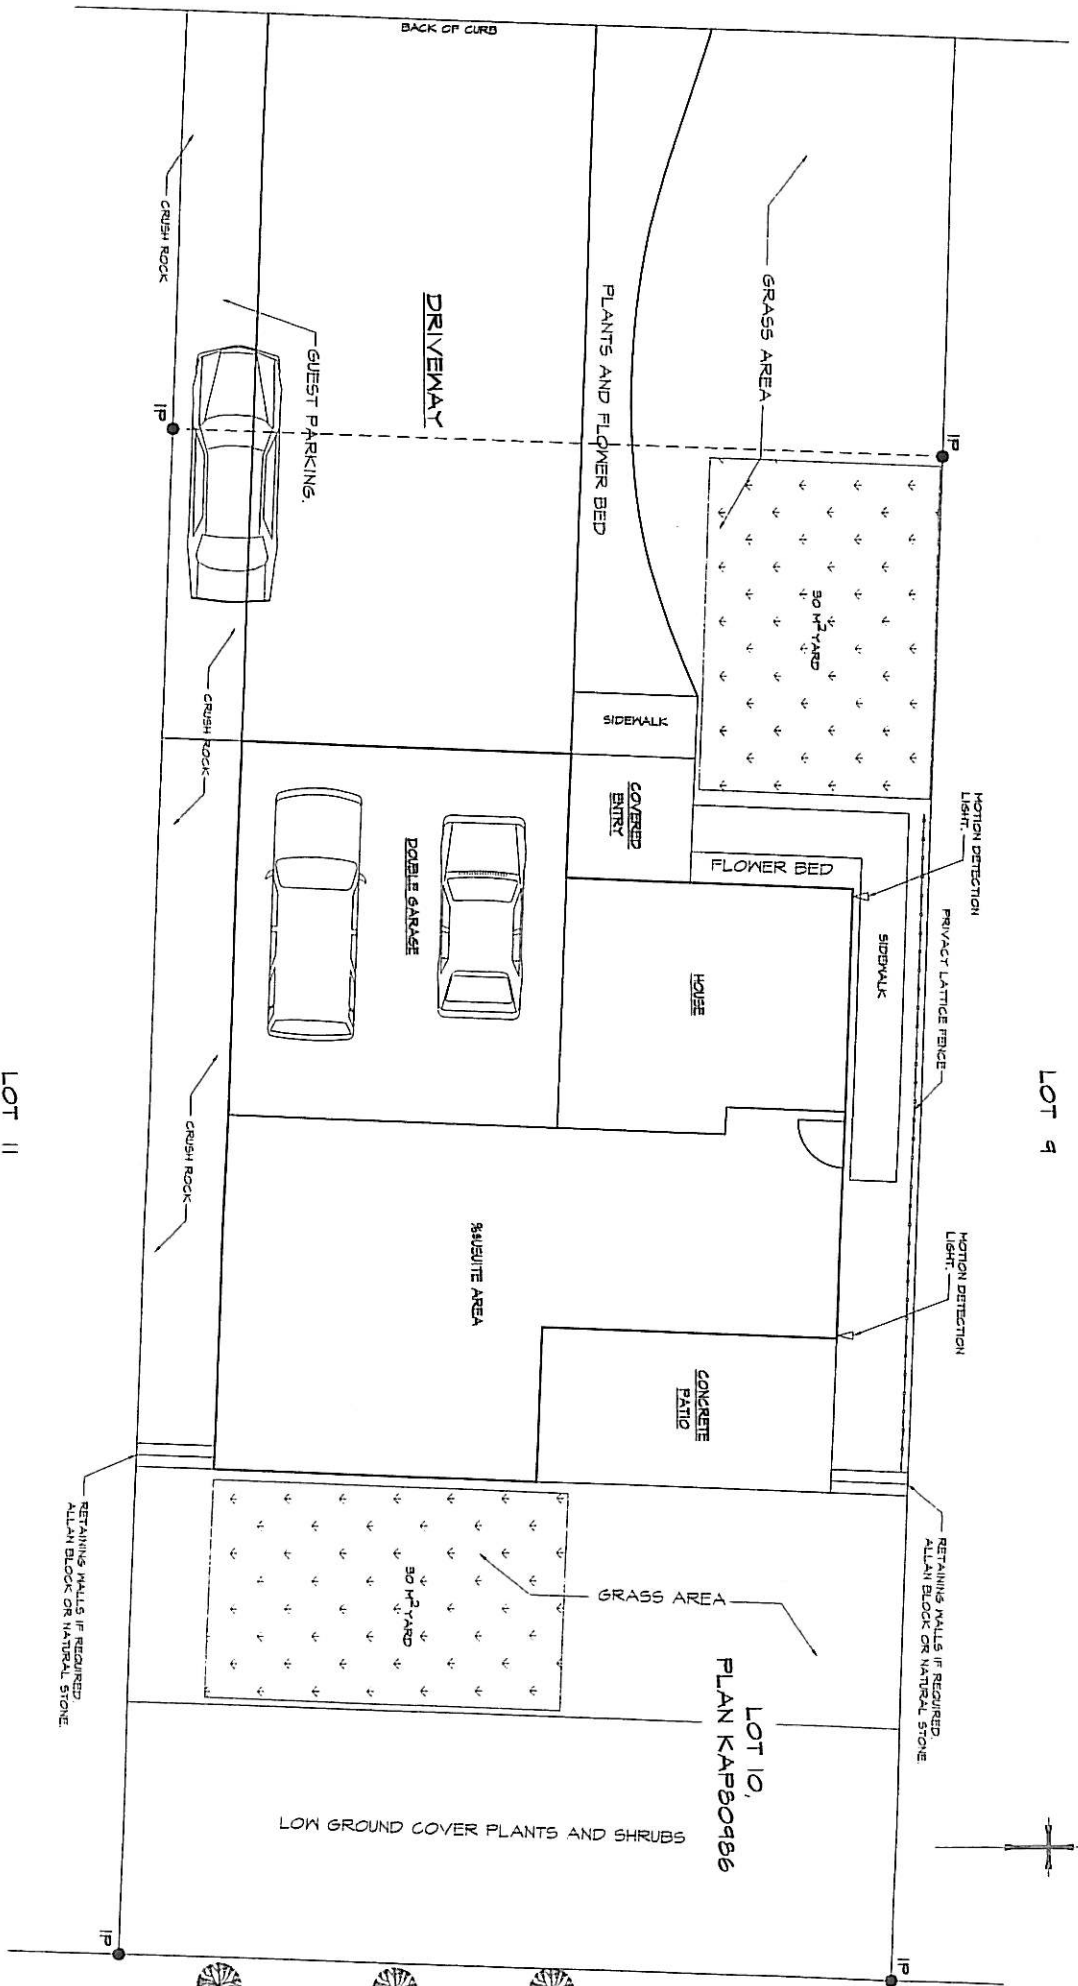 BACK OF CURB
CRUSH ROCK
GRASS AREA
PLANTS AND FLOWER BED
DRIVEWAY
GUEST PARKING.
IP
IP
30 M² YARD
SIDEWALK
CRUSH ROCK
COVERED
ENTRY
DOUBLE GARAGE
FLOWER BED
MOTION DETECTION
LIGHT.
PRIVACY LATTICE FENCE
SIDEWALK
HOUSE
LOT 9
LOT 11
CRUSH ROCK
SUITE AREA
MOTION DETECTION
LIGHT.
CONCRETE
PATIO
RETAINING WALLS IF REQUIRED.
ALLAN BLOCK OR NATURAL STONE.
RETAINING WALLS IF REQUIRED.
ALLAN BLOCK OR NATURAL STONE.
30 M² YARD
GRASS AREA
LOT 10,
PLAN KAP80986
LOW GROUND COVER PLANTS AND SHRUBS
IP
IP